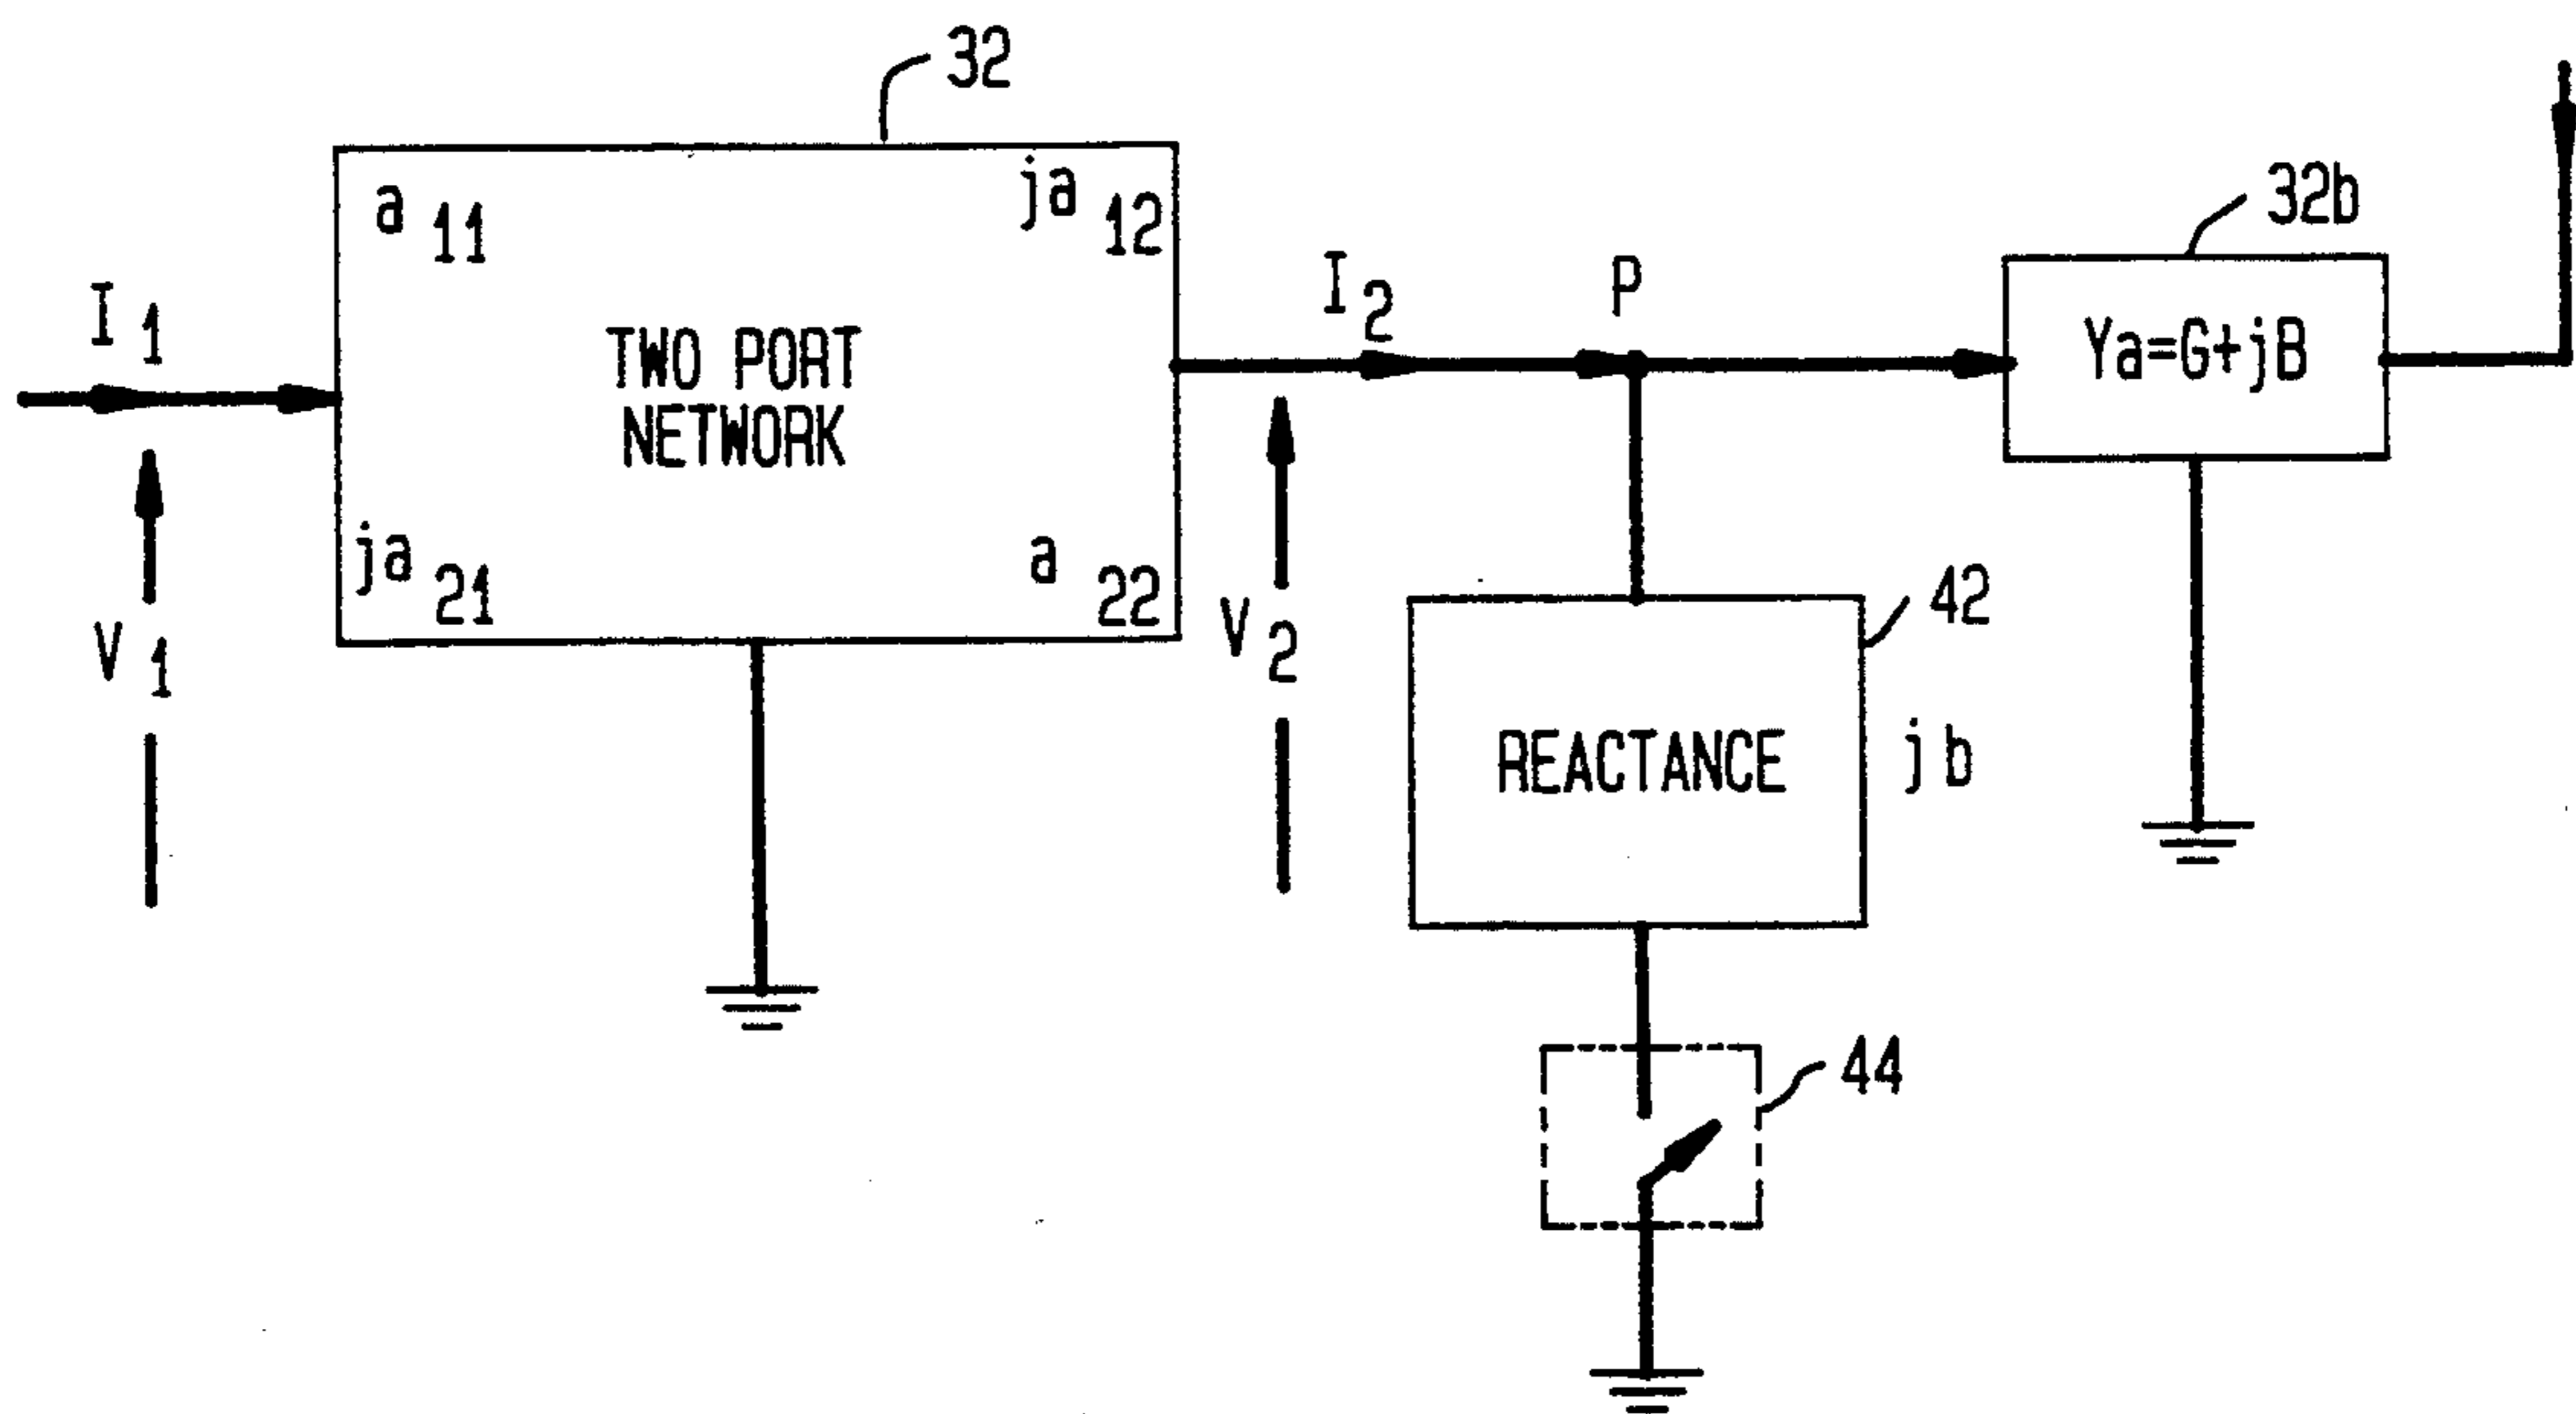 32
a 11
ja 12
I 1
TWO PORT
NETWORK
V 1
ja 21
a 22
I 2
P
V 2
32b
Ya=G+jB
42
REACTANCE
jb
44